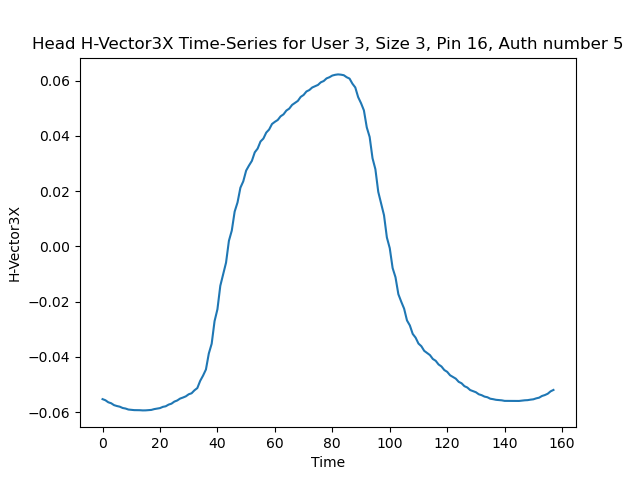 Head H-Vector3X Time-Series for User 3, Size 3, Pin 16, Auth number 5
0.06
0.04
0.02
0.00
−0.02
−0.04
−0.06
H-Vector3X
0 20 40 60 80 100 120 140 160
Time